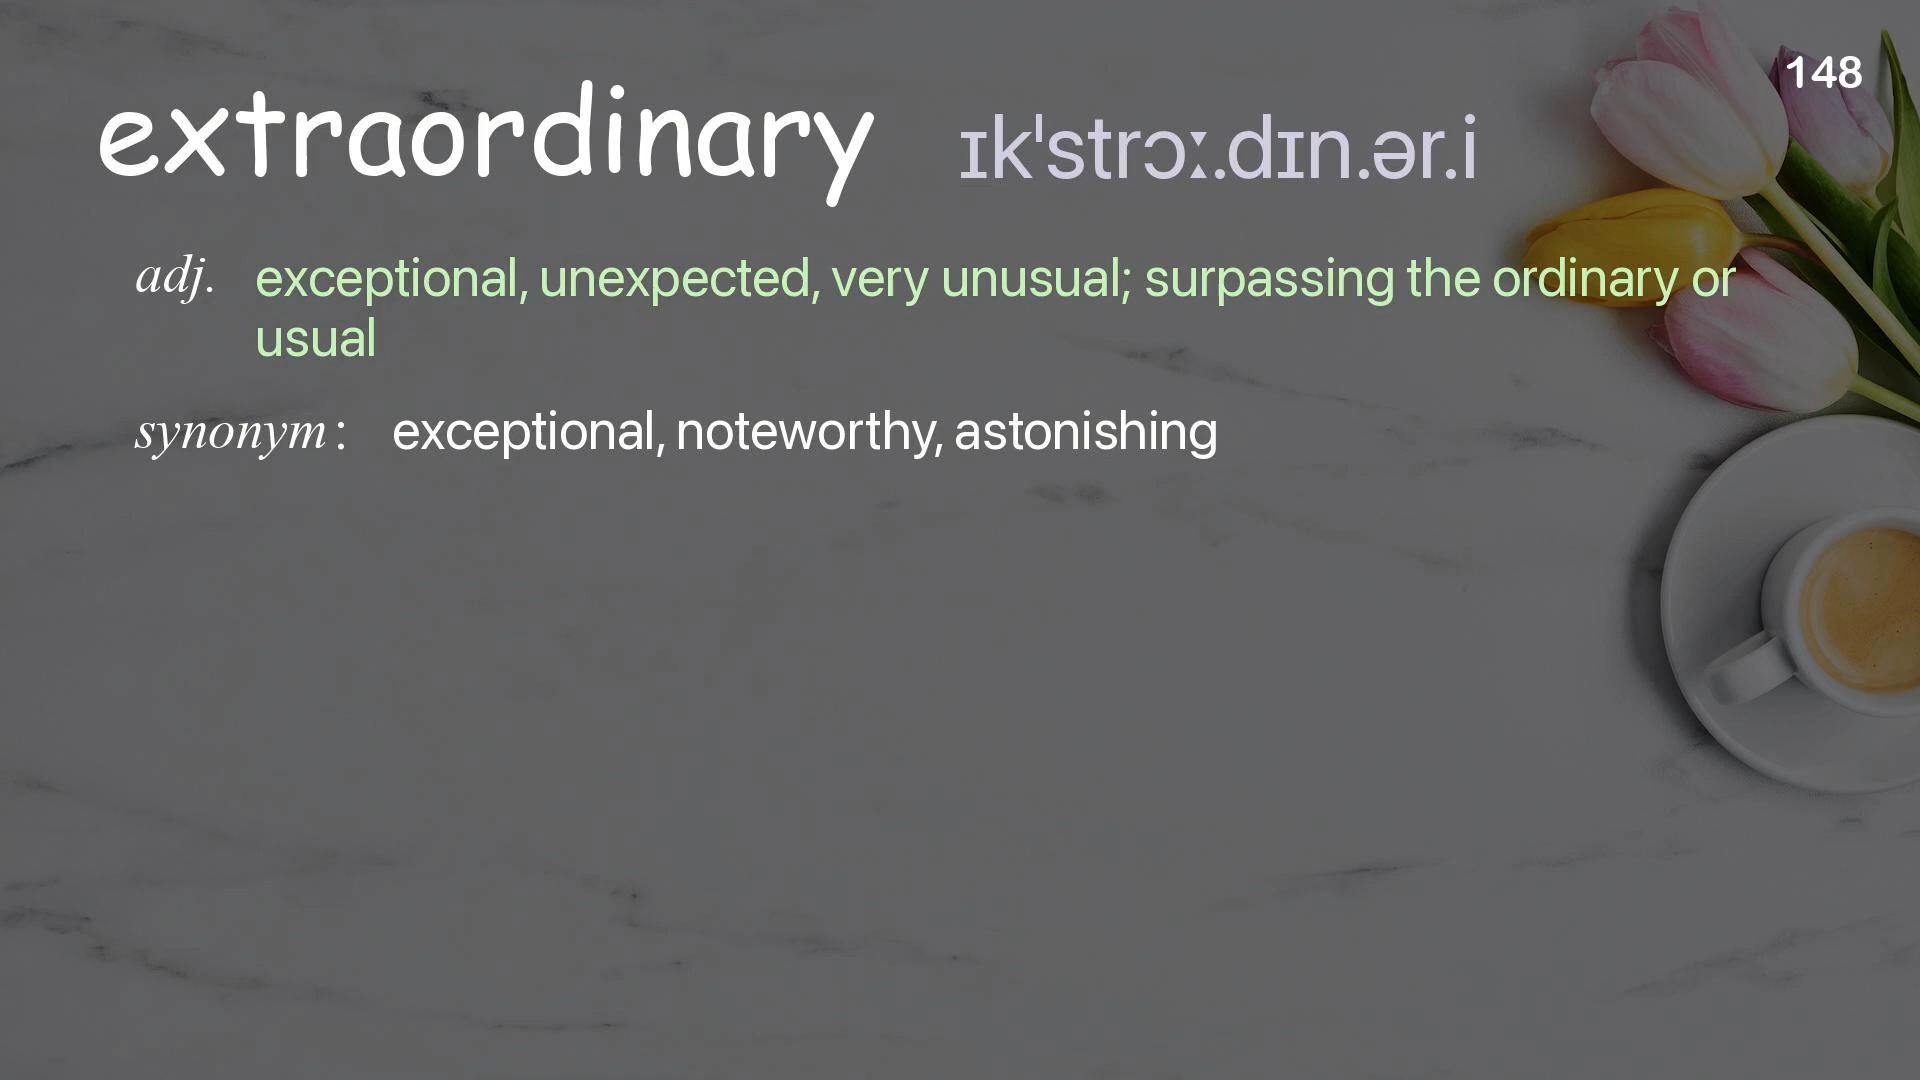 148
extraordinary ɪkˈstrɔː.dɪn.ər.i
adj. exceptional, unexpected, very unusual; surpassing the ordinary or
usual
synonym: exceptional, noteworthy, astonishing